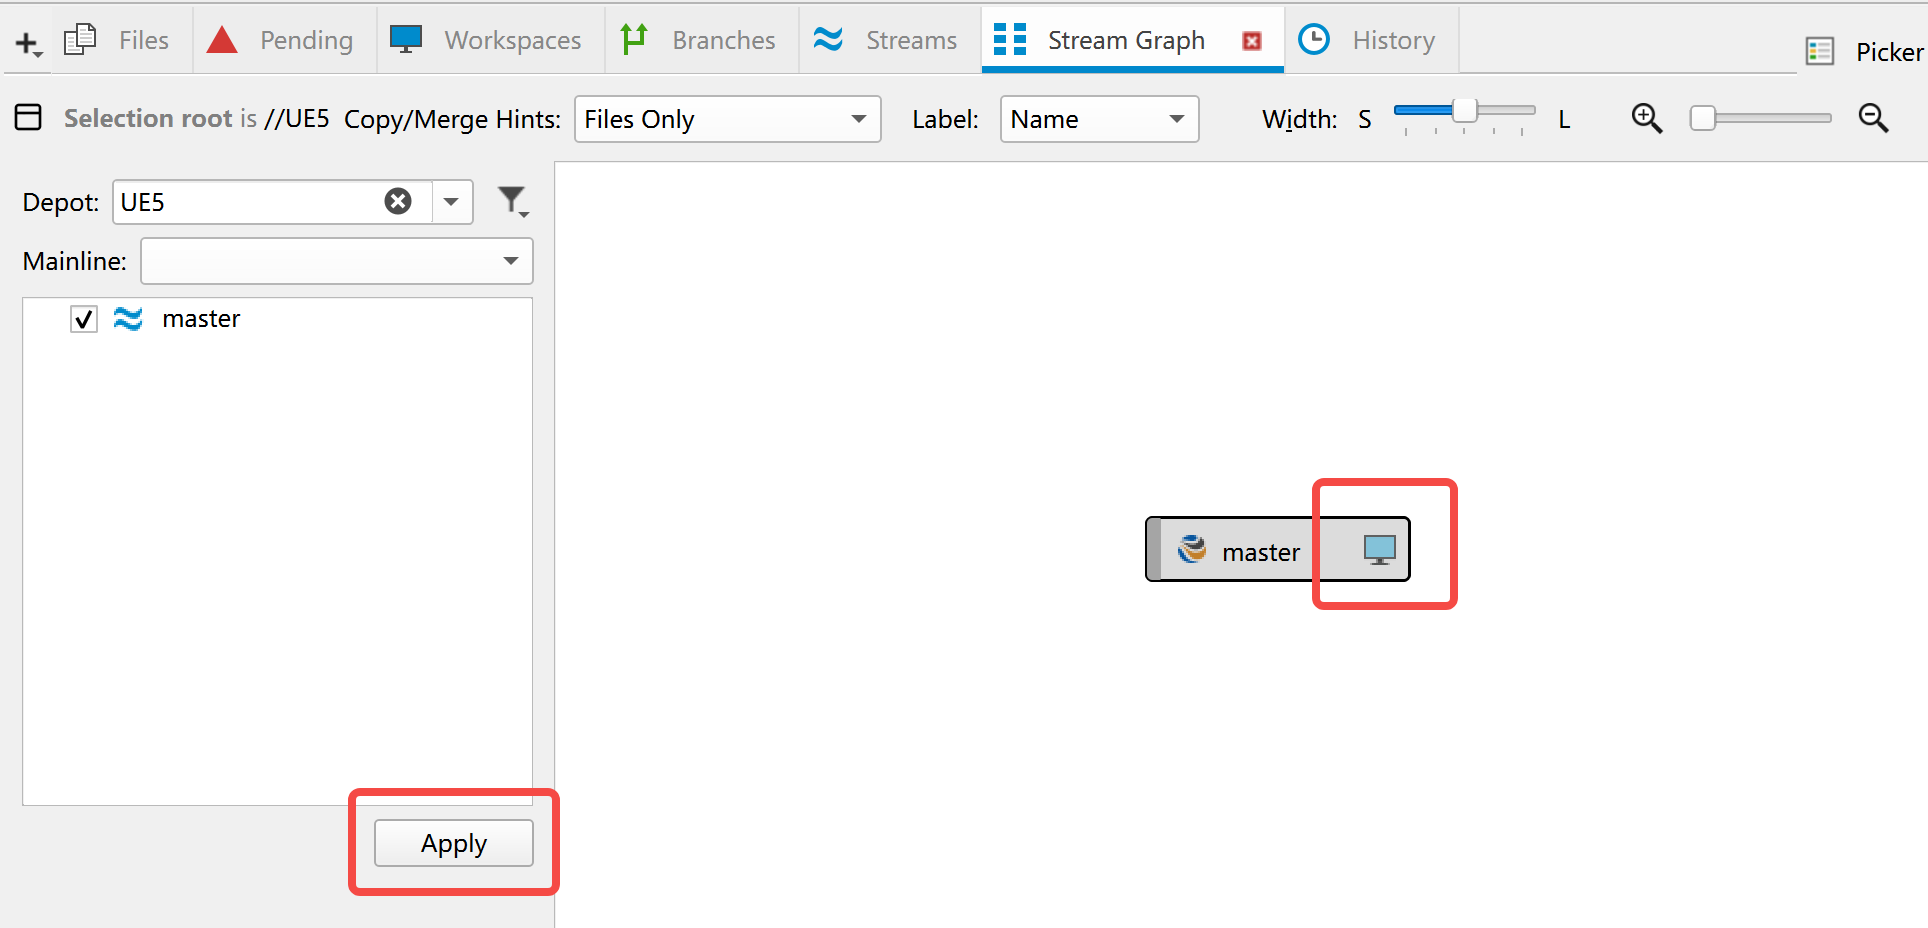 Files Pending Workspaces Branches Streams Stream Graph History Picker
Selection root is //UE5 Copy/Merge Hints: Files Only Label: Name Width: S L
Depot: UE5
Mainline:
master
master
Apply